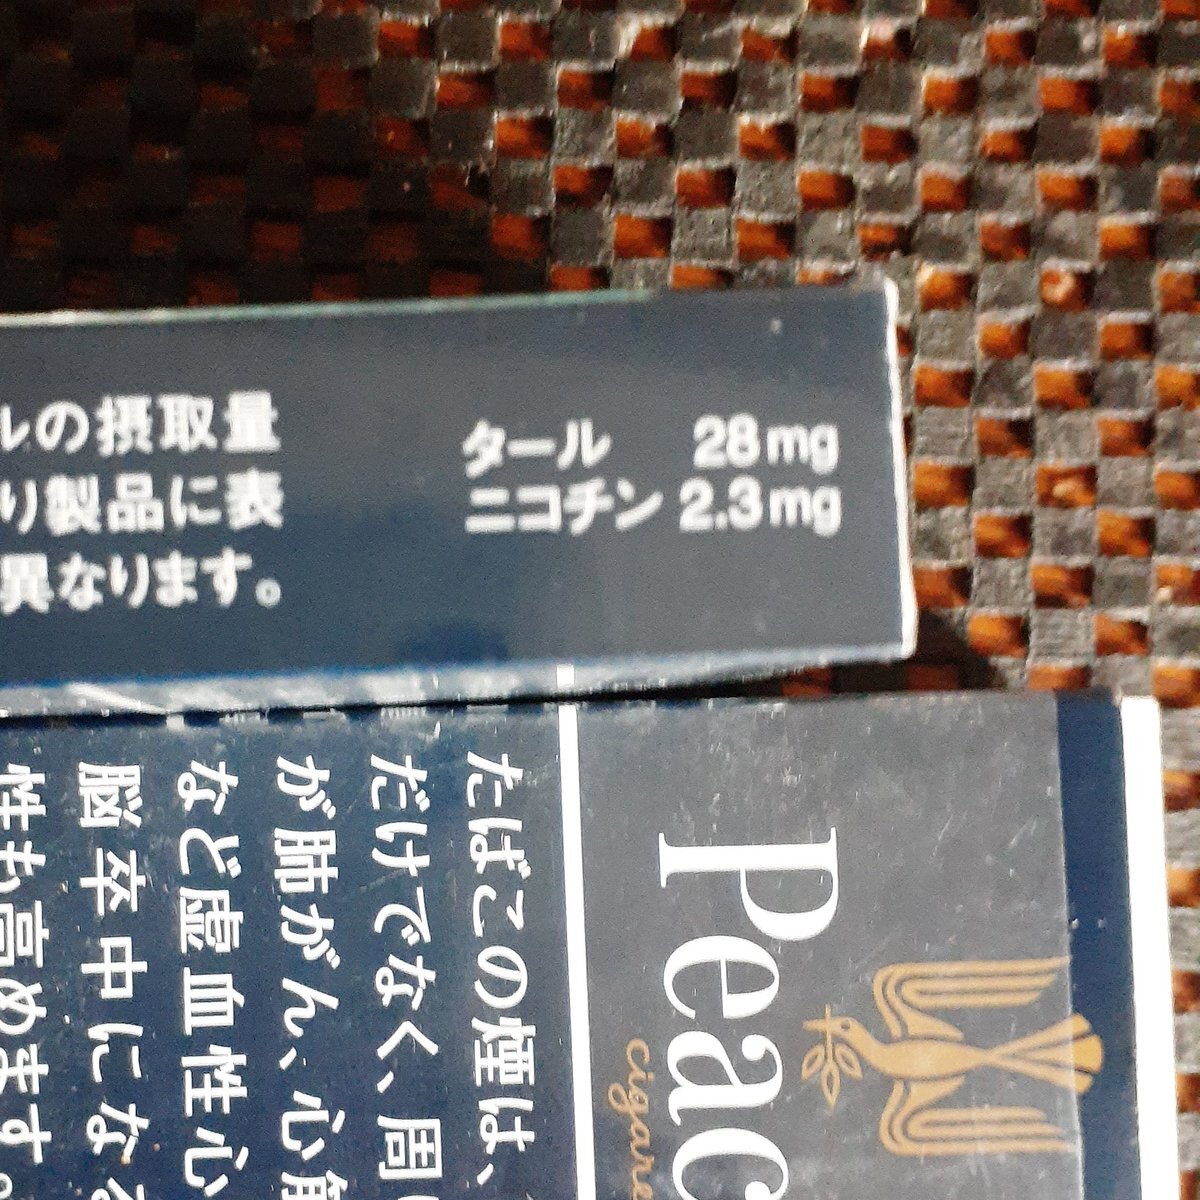 ルの摂取量
り製品に表
異なります。
タール 28mg
ニコチン 2.3mg
たばこの煙は、
だけでなく、周
が肺がん、心筋
など虚血性心
脳卒中にな
性も高めます。
Peac
cigare